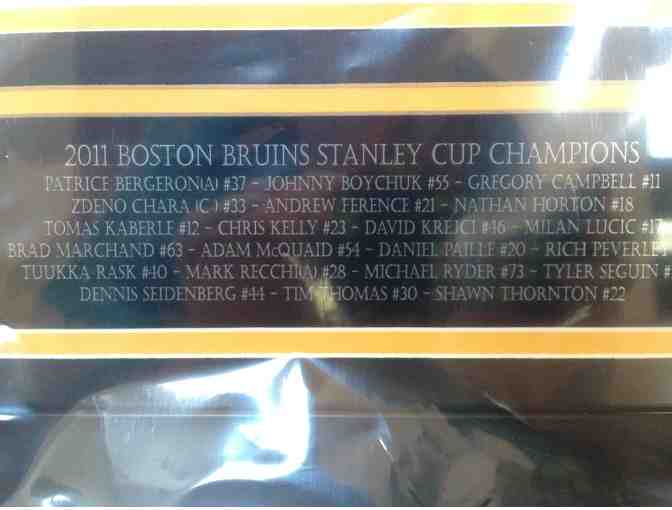 2011 BOSTON BRUINS STANLEY CUP CHAMPIONS
PATRICE BERGERON(A) #37 - JOHNNY BOYCHUK #55 - GREGORY CAMPBELL #11
ZDENO CHARA (C) #33 - ANDREW FERENCE #21 - NATHAN HORTON #18
TOMAS KABERLE #12 - CHRIS KELLY #23 - DAVID KREJCI #46 - MILAN LUCIC #17
BRAD MARCHAND #63 - ADAM McQUAID #54 - DANIEL PAILLE #20 - RICH PEVERLEY
TUUKKA RASK #40 - MARK RECCHI(A) #28 - MICHAEL RYDER #73 - TYLER SEGUIN #
DENNIS SEIDENBERG #44 - TIM THOMAS #30 - SHAWN THORNTON #22